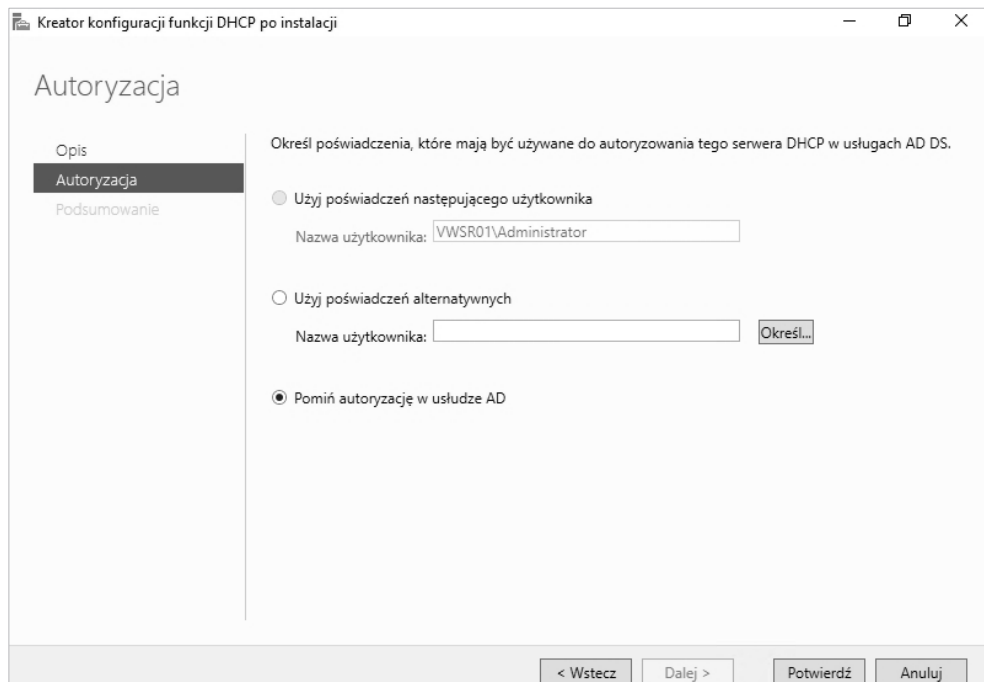 Kreator konfiguracji funkcji DHCP po instalacji
Autoryzacja
Opis
Autoryzacja
Podsumowanie
Określ poświadczenia, które mają być używane do autoryzowania tego serwera DHCP w usługach AD DS.
Użyj poświadczeń następującego użytkownika
Nazwa użytkownika: VWSR01\Administrator
Użyj poświadczeń alternatywnych
Nazwa użytkownika: Określ...
Pomiń autoryzację w usłudze AD
< Wstecz Dalej > Potwierdź Anuluj